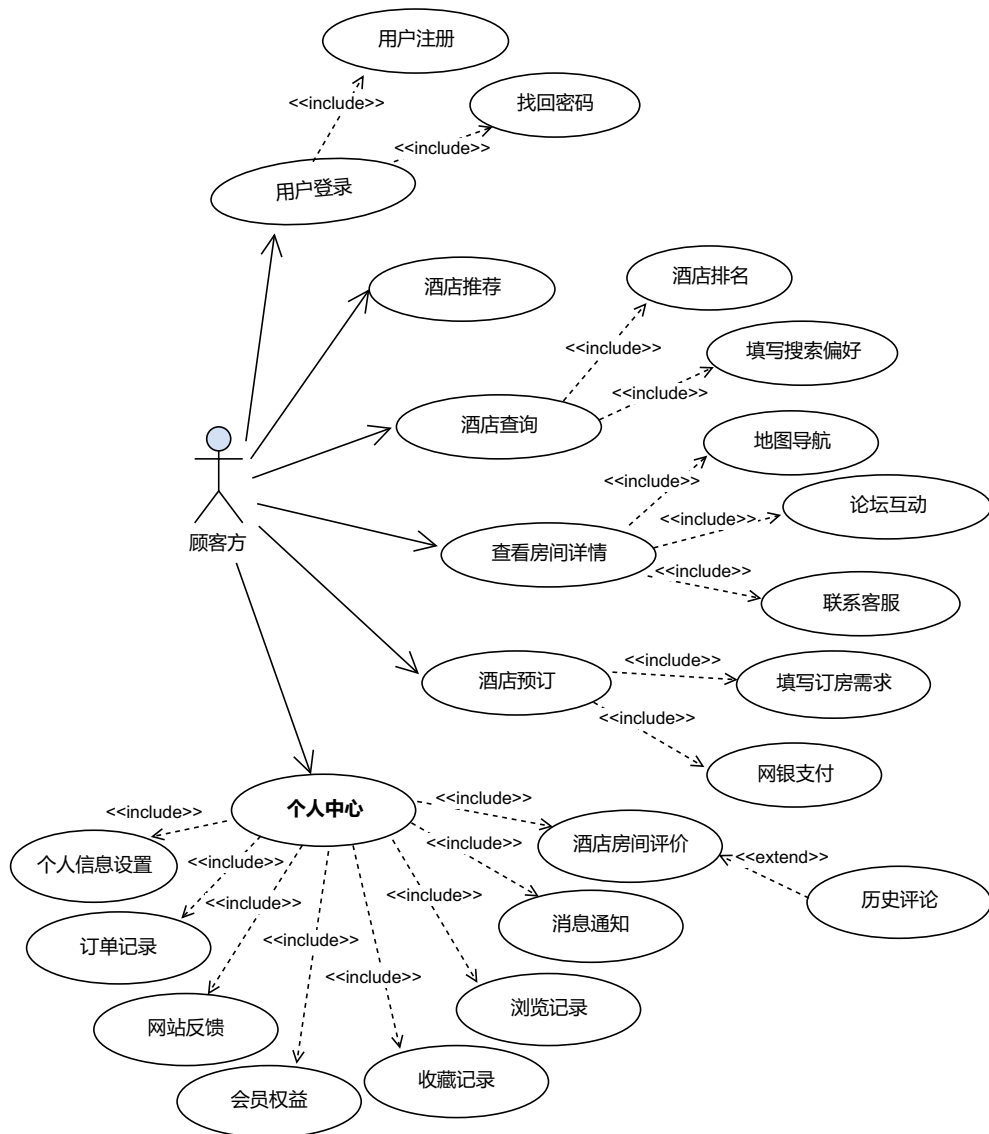 用户注册
<<include>>
找回密码
<<include>>
用户登录
酒店推荐
酒店排名
<<include>>
填写搜索偏好
<<include>>
酒店查询
地图导航
<<include>>
论坛互动
<<include>>
查看房间详情
<<include>>
联系客服
顾客方
<<include>>
酒店预订
填写订房需求
<<include>>
网银支付
个人中心
<<include>>
<<include>>
酒店房间评价
个人信息设置
<<include>>
<<include>>
<<extend>>
历史评论
<<include>>
<<include>>
消息通知
订单记录
<<include>>
<<include>>
浏览记录
网站反馈
收藏记录
会员权益